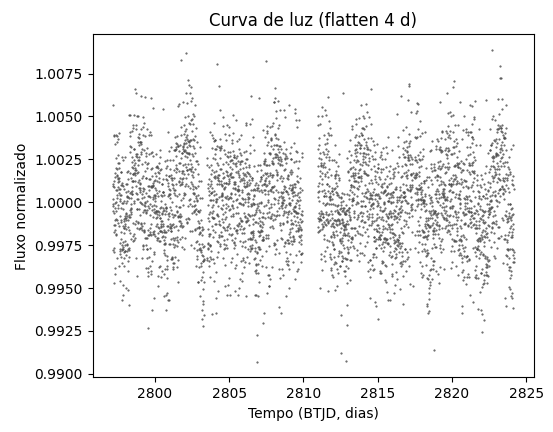 Curva de luz (flatten 4 d)
1.0075
1.0050
1.0025
1.0000
0.9975
0.9950
0.9925
0.9900
Fluxo normalizado
2800 2805 2810 2815 2820 2825
Tempo (BTJD, dias)